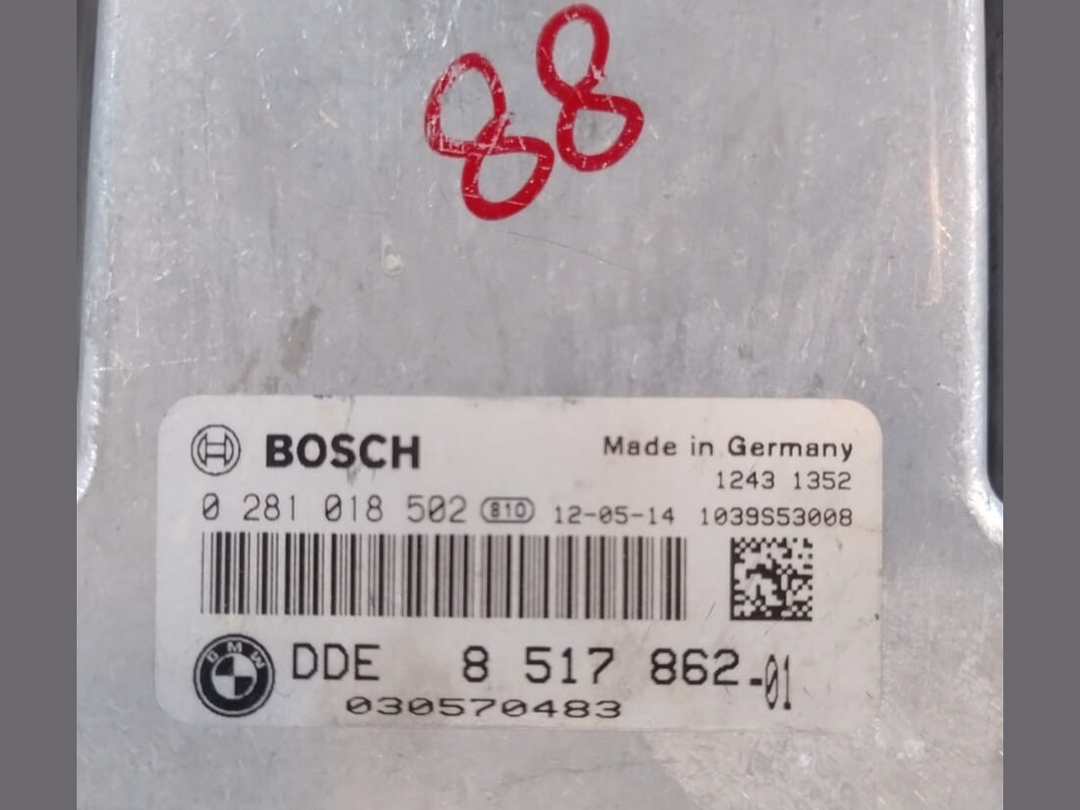 88
BOSCH
Made in Germany
1243 1352
0 281 018 502 810 12-05-14 1039S53008
BMW
DDE 8 517 862-01
030570483